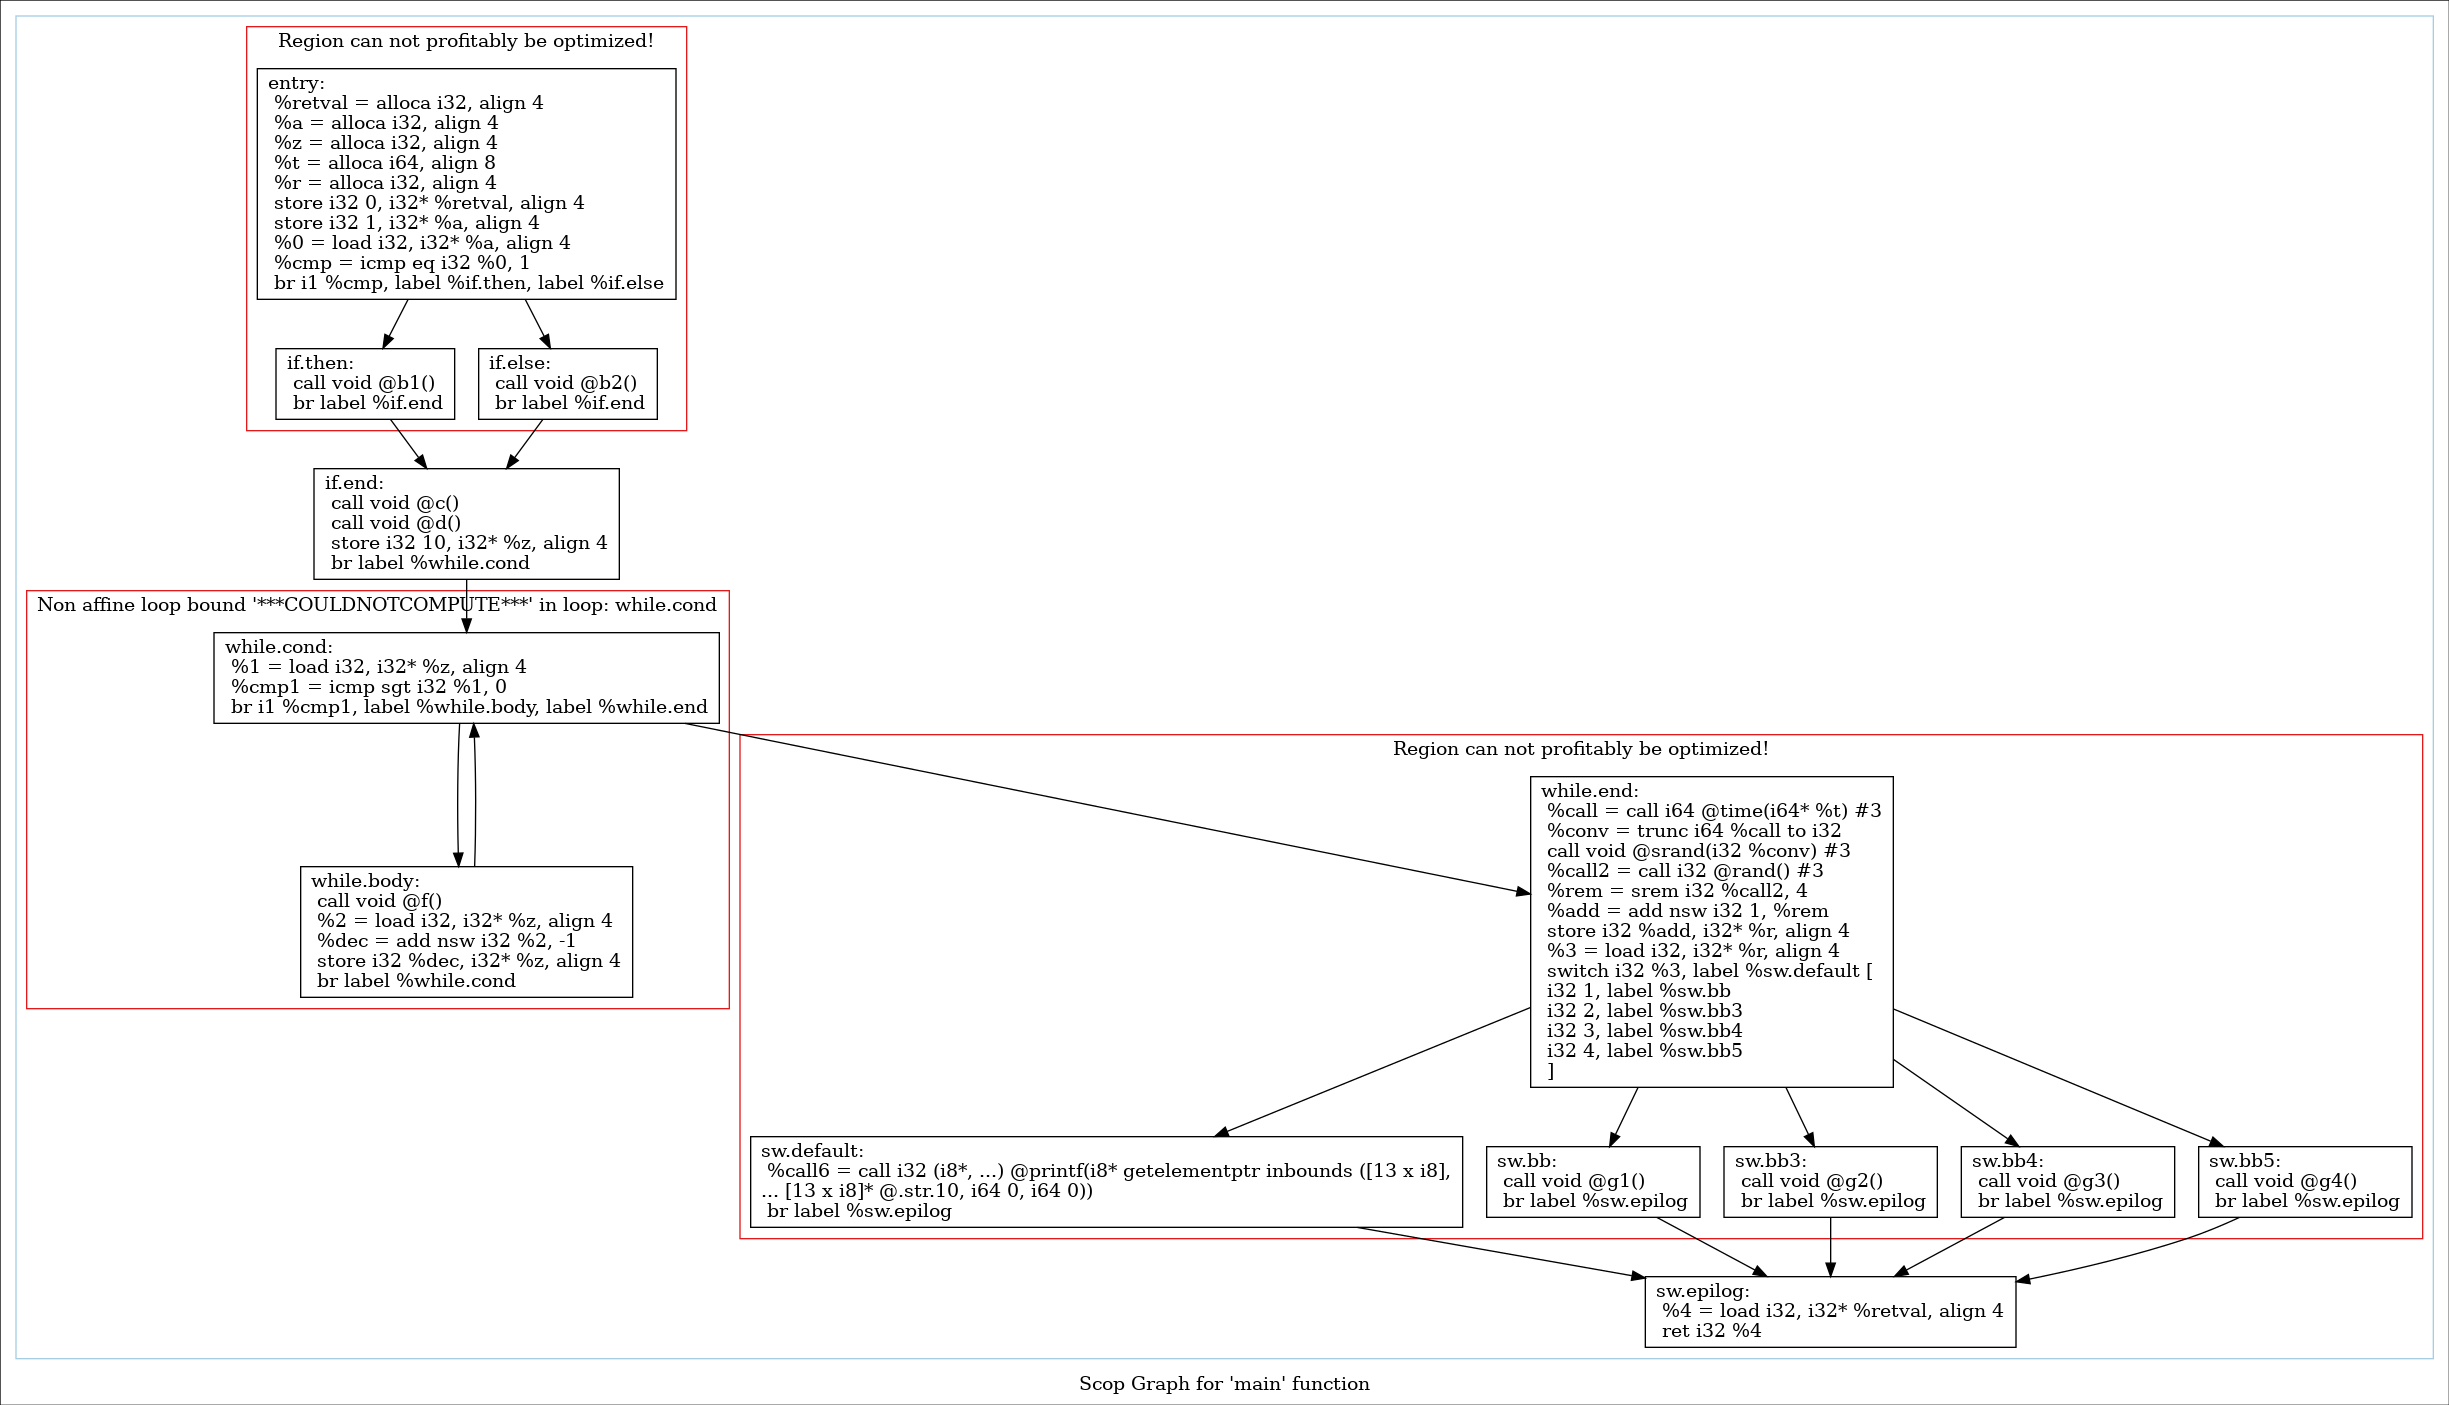 Region can not profitably be optimized!
entry:
%retval = alloca i32, align 4
%a = alloca i32, align 4
%z = alloca i32, align 4
%t = alloca i64, align 8
%r = alloca i32, align 4
store i32 0, i32* %retval, align 4
store i32 1, i32* %a, align 4
%0 = load i32, i32* %a, align 4
%cmp = icmp eq i32 %0, 1
br i1 %cmp, label %if.then, label %if.else
if.then:
call void @b1()
br label %if.end
if.else:
call void @b2()
br label %if.end
if.end:
call void @c()
call void @d()
store i32 10, i32* %z, align 4
br label %while.cond
Non affine loop bound '***COULDNOTCOMPUTE***' in loop: while.cond
while.cond:
%1 = load i32, i32* %z, align 4
%cmp1 = icmp sgt i32 %1, 0
br i1 %cmp1, label %while.body, label %while.end
while.body:
call void @f()
%2 = load i32, i32* %z, align 4
%dec = add nsw i32 %2, -1
store i32 %dec, i32* %z, align 4
br label %while.cond
Region can not profitably be optimized!
while.end:
%call = call i64 @time(i64* %t) #3
%conv = trunc i64 %call to i32
call void @srand(i32 %conv) #3
%call2 = call i32 @rand() #3
%rem = srem i32 %call2, 4
%add = add nsw i32 1, %rem
store i32 %add, i32* %r, align 4
%3 = load i32, i32* %r, align 4
switch i32 %3, label %sw.default [
i32 1, label %sw.bb
i32 2, label %sw.bb3
i32 3, label %sw.bb4
i32 4, label %sw.bb5
]
sw.default:
%call6 = call i32 (i8*, ...) @printf(i8* getelementptr inbounds ([13 x i8],
... [13 x i8]* @.str.10, i64 0, i64 0))
br label %sw.epilog
sw.bb:
call void @g1()
br label %sw.epilog
sw.bb3:
call void @g2()
br label %sw.epilog
sw.bb4:
call void @g3()
br label %sw.epilog
sw.bb5:
call void @g4()
br label %sw.epilog
sw.epilog:
%4 = load i32, i32* %retval, align 4
ret i32 %4
Scop Graph for 'main' function